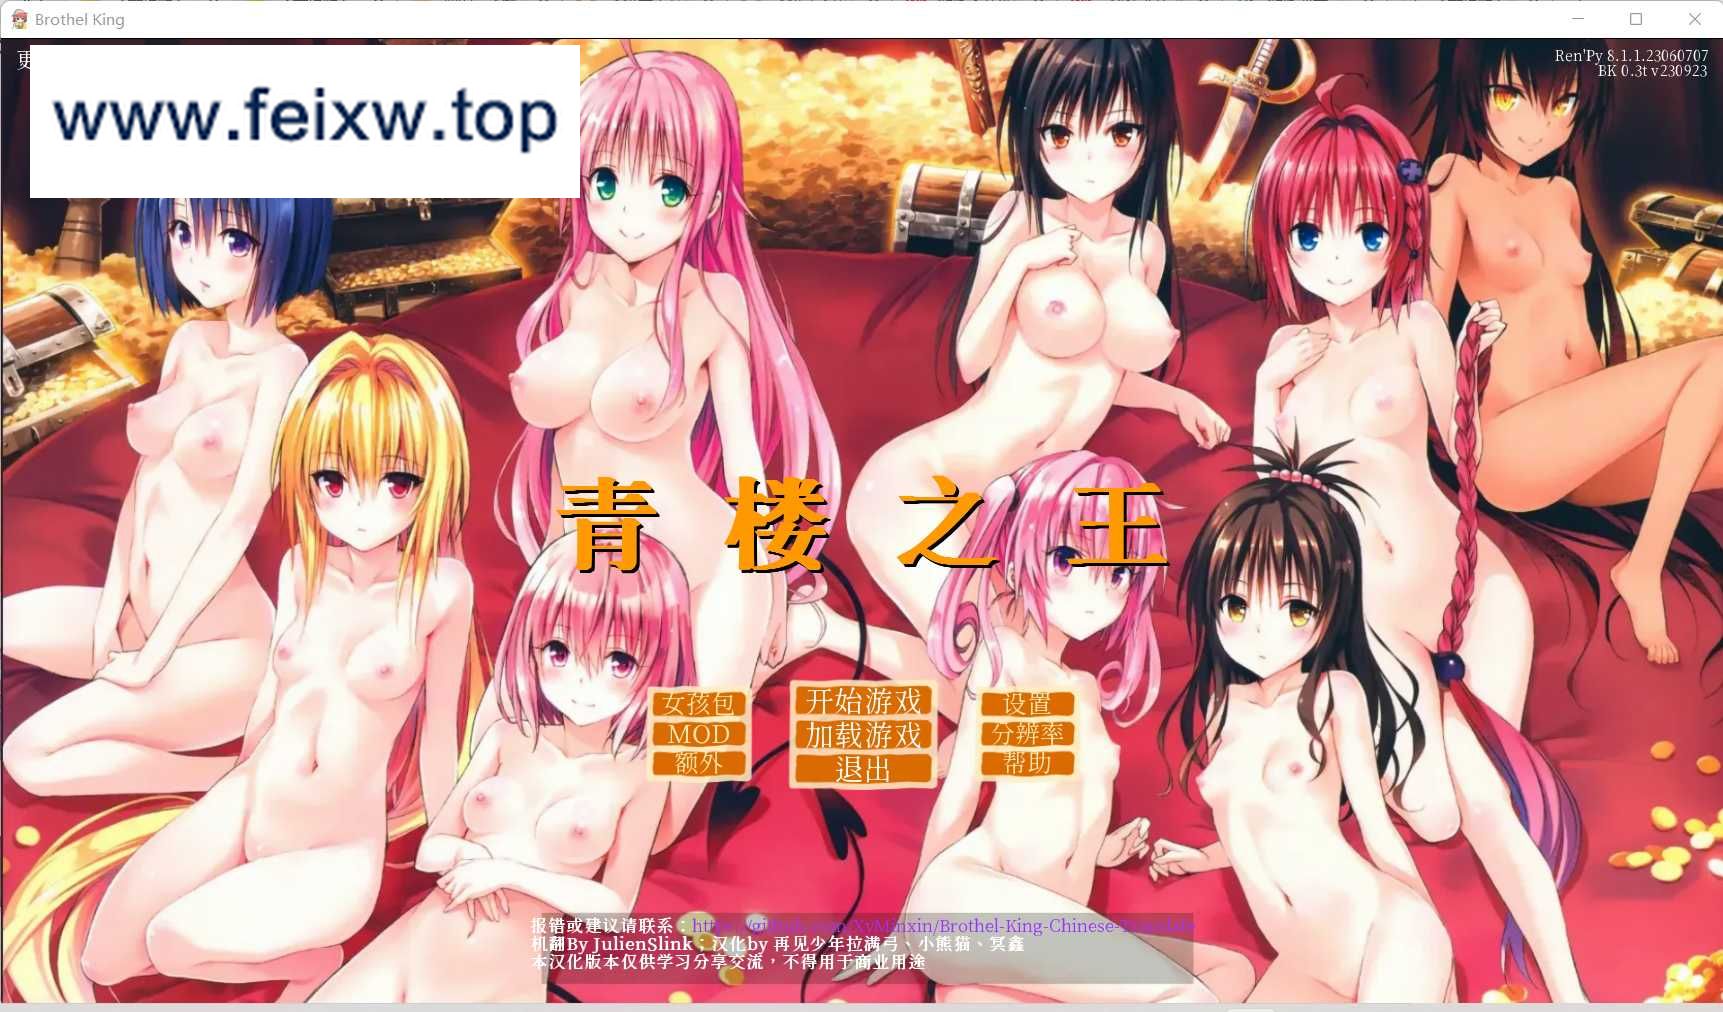 Brothel King
更
www.feixw.top
Ren'Py 8.1.1.23060707
BK 0.3t v230923
青楼之王
女孩包
MOD
额外
开始游戏
加载游戏
退出
设置
分辨率
帮助
报错或建议请联系：https://github.com/XyMinxin/Brothel-King-Chinese-Translate
机翻By JulienSlink；汉化by 再见少年拉满弓、小熊猫、冥鑫
本汉化版本仅供学习分享交流，不得用于商业用途